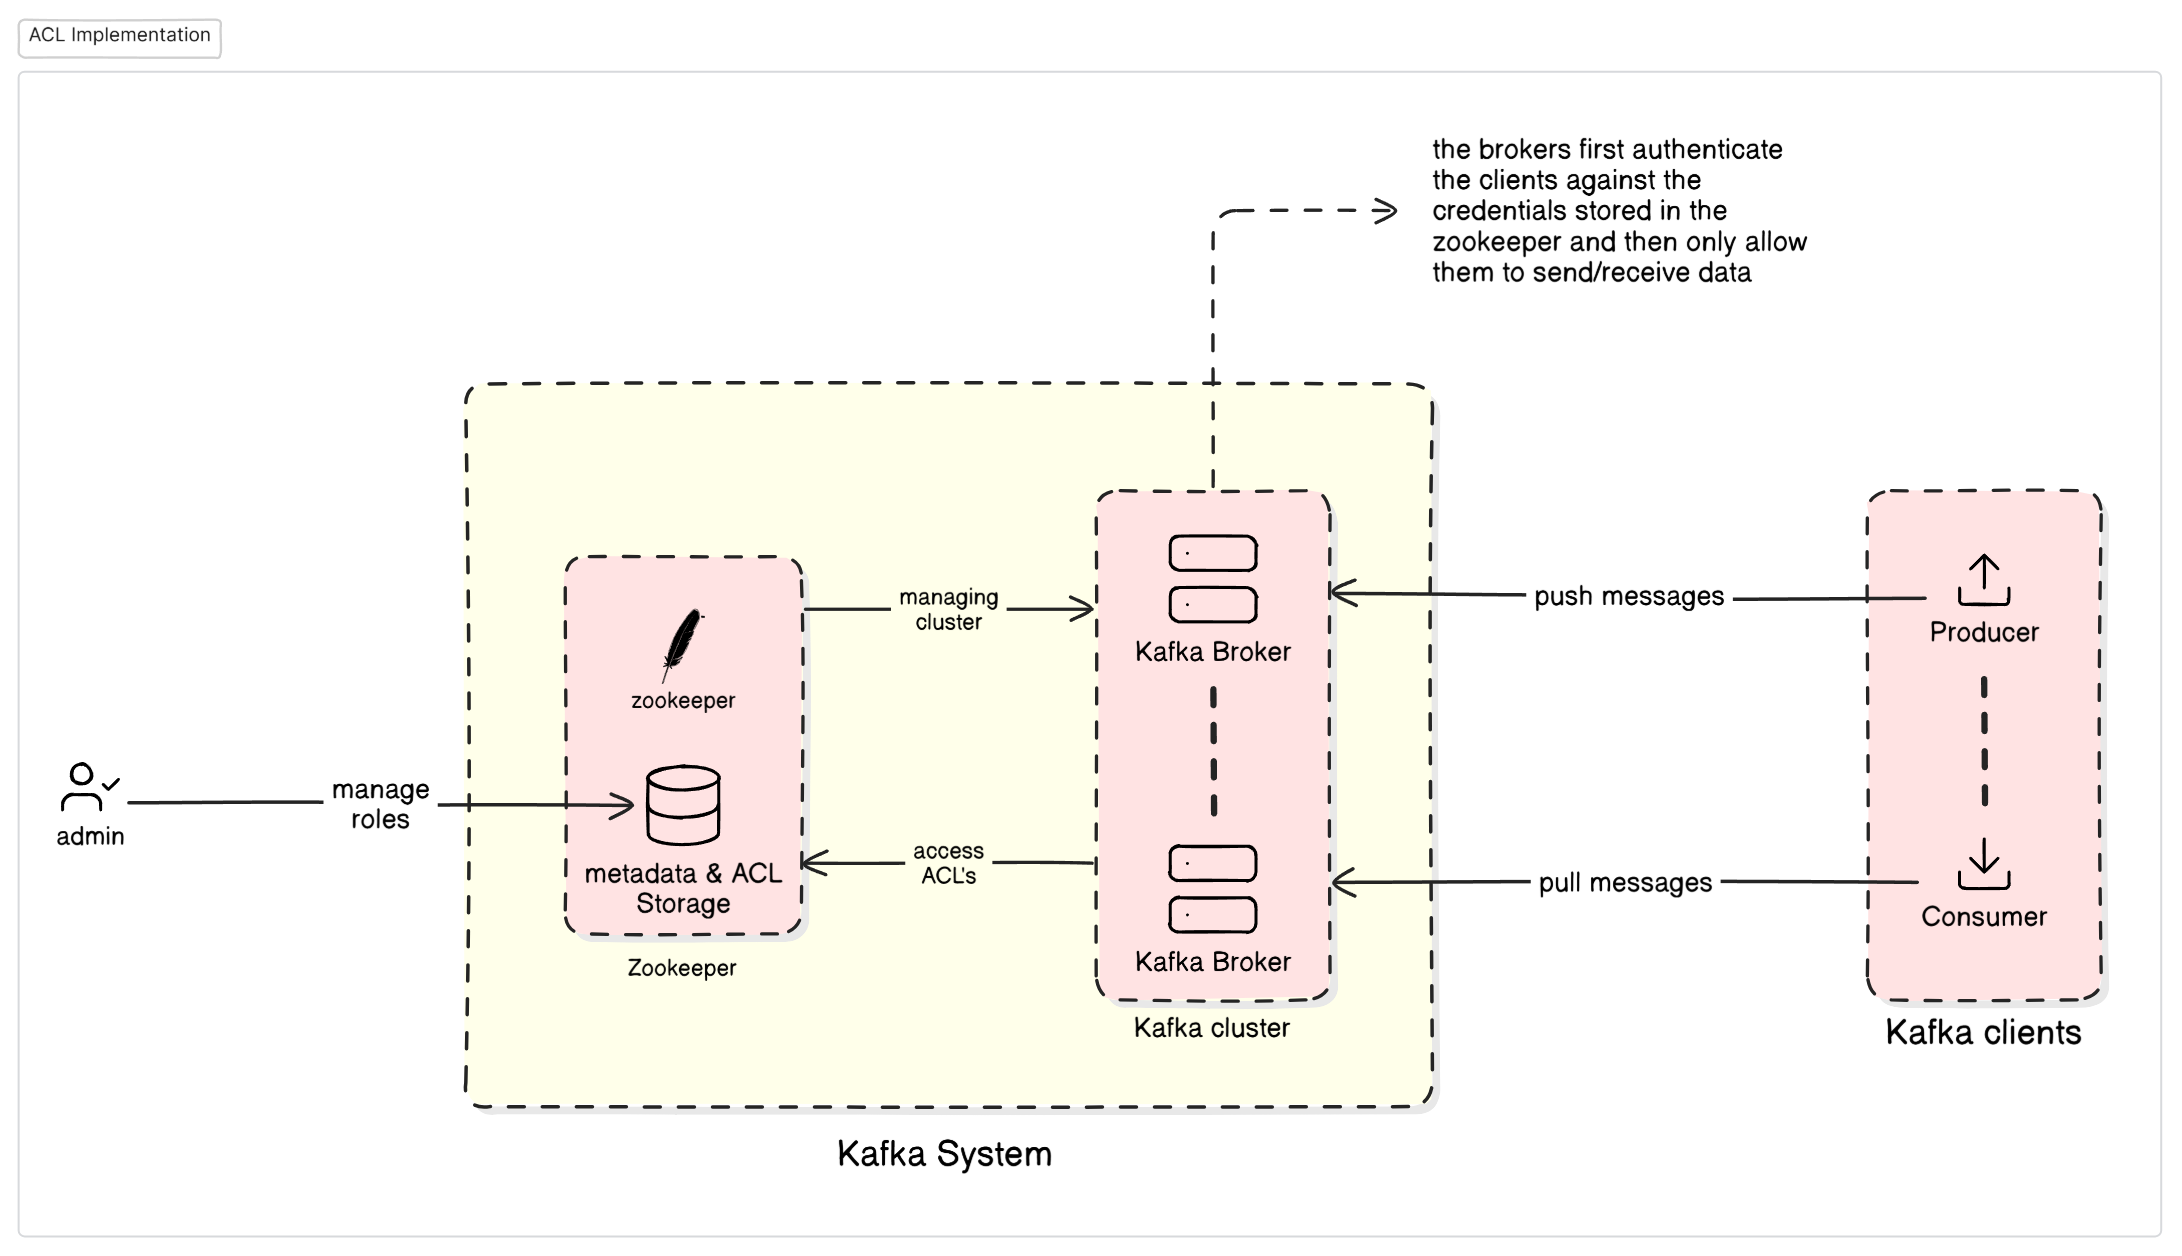 ACL Implementation
the brokers first authenticate
the clients against the
credentials stored in the
zookeeper and then only allow
them to send/receive data
managing
cluster
push messages
Kafka Broker
Producer
zookeeper
manage
roles
admin
metadata & ACL
Storage
access
ACL's
pull messages
Consumer
Kafka Broker
Zookeeper
Kafka cluster
Kafka clients
Kafka System